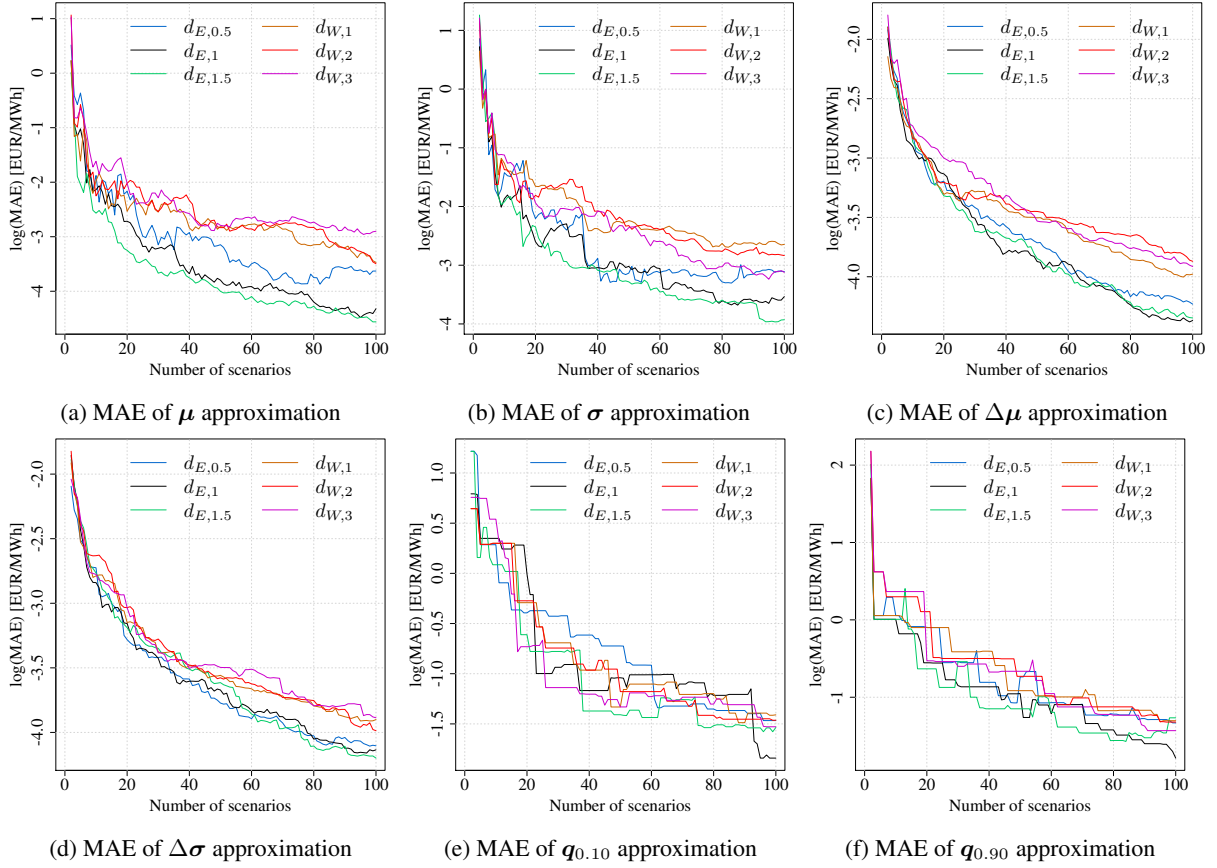 log(MAE) [EUR/MWh]
1
0
-1
-2
-3
-4
d_{E,0.5}
d_{E,1}
d_{E,1.5}
d_{W,1}
d_{W,2}
d_{W,3}
0 20 40 60 80 100
Number of scenarios
(a) MAE of μ approximation
log(MAE) [EUR/MWh]
1
0
-1
-2
-3
-4
d_{E,0.5}
d_{E,1}
d_{E,1.5}
d_{W,1}
d_{W,2}
d_{W,3}
0 20 40 60 80 100
Number of scenarios
(b) MAE of σ approximation
log(MAE) [EUR/MWh]
-2.0
-2.5
-3.0
-3.5
-4.0
d_{E,0.5}
d_{E,1}
d_{E,1.5}
d_{W,1}
d_{W,2}
d_{W,3}
0 20 40 60 80 100
Number of scenarios
(c) MAE of Δμ approximation
log(MAE) [EUR/MWh]
-2.0
-2.5
-3.0
-3.5
-4.0
d_{E,0.5}
d_{E,1}
d_{E,1.5}
d_{W,1}
d_{W,2}
d_{W,3}
0 20 40 60 80 100
Number of scenarios
(d) MAE of Δσ approximation
log(MAE) [EUR/MWh]
1.0
0.5
0.0
-0.5
-1.0
-1.5
d_{E,0.5}
d_{E,1}
d_{E,1.5}
d_{W,1}
d_{W,2}
d_{W,3}
0 20 40 60 80 100
Number of scenarios
(e) MAE of q_{0.10} approximation
log(MAE) [EUR/MWh]
2
1
0
-1
d_{E,0.5}
d_{E,1}
d_{E,1.5}
d_{W,1}
d_{W,2}
d_{W,3}
0 20 40 60 80 100
Number of scenarios
(f) MAE of q_{0.90} approximation